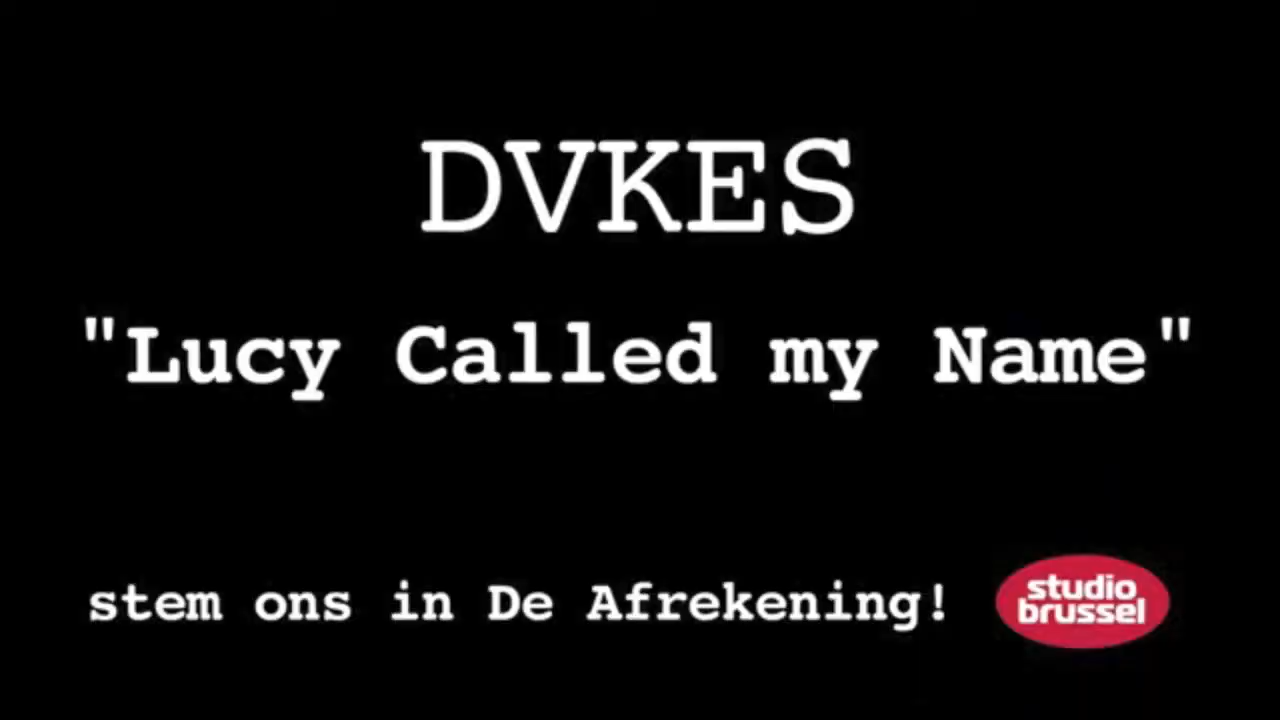 DVKES
"Lucy Called my Name"
stem ons in De Afrekening!
studio
brussel